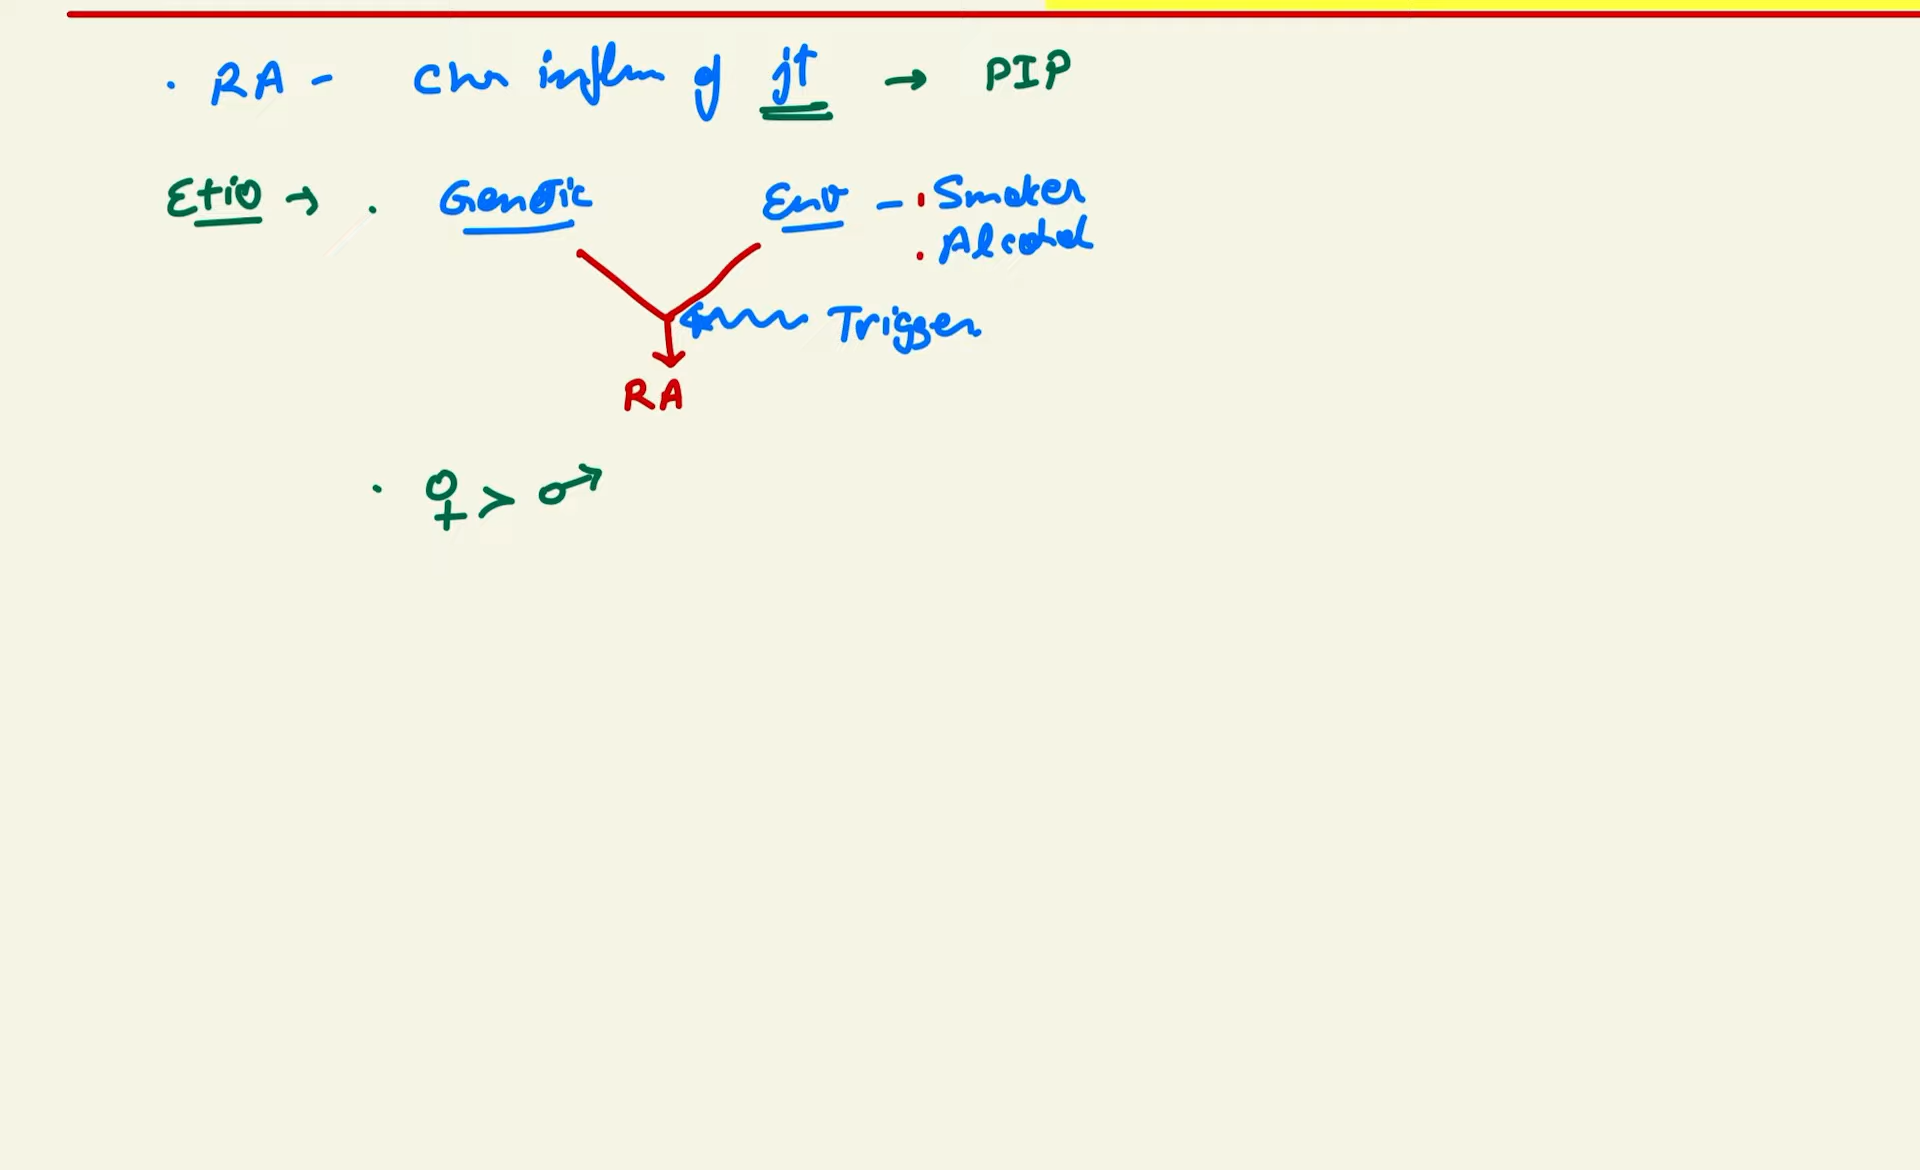 . RA - Chr inflm of jt → PIP
Etio → . Genetic Env - . Smoker
. Alcohol
Trigger
RA
. ♀ > ♂